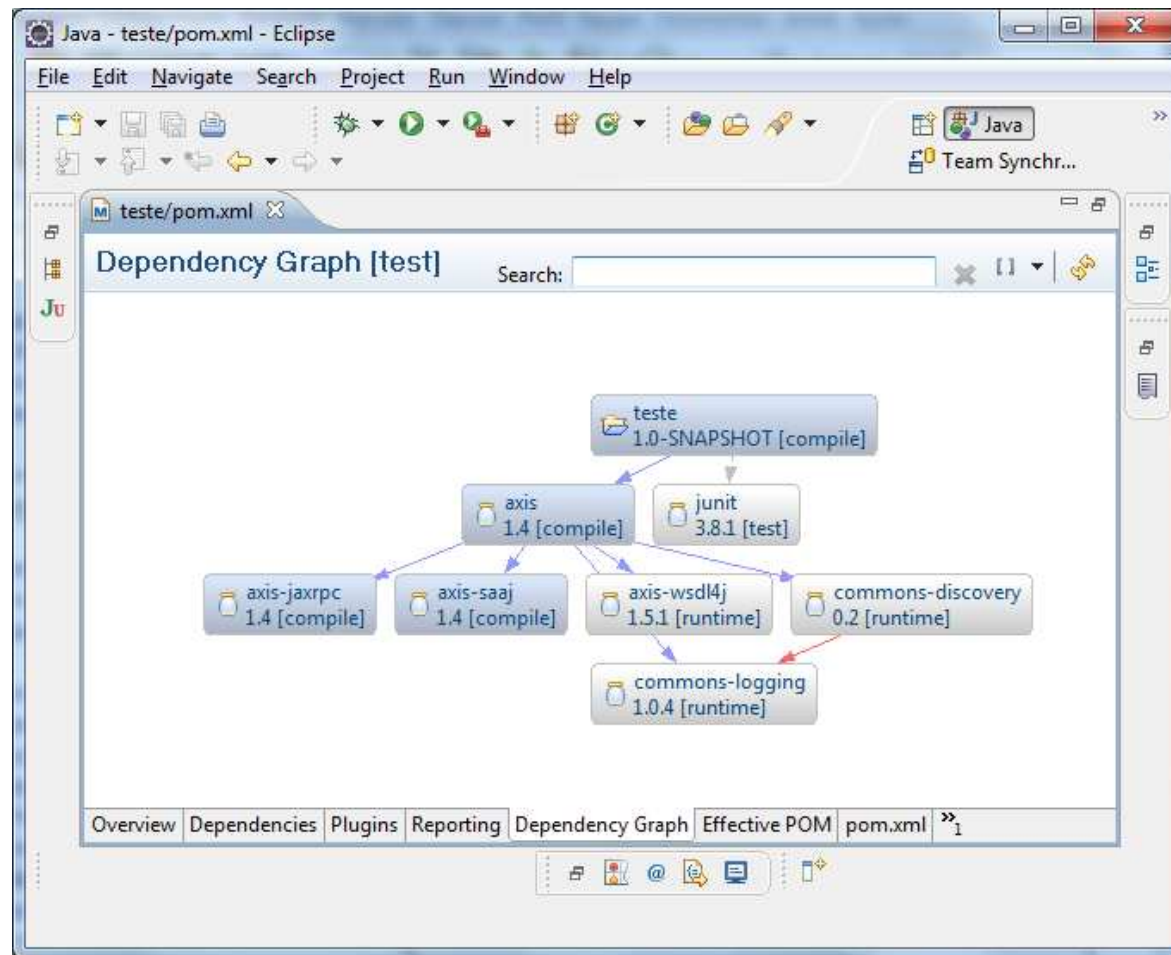 Java - teste/pom.xml - Eclipse
File Edit Navigate Search Project Run Window Help
Java
Team Synchr...
teste/pom.xml
Dependency Graph [test]
Search:
Ju
teste
1.0-SNAPSHOT [compile]
axis
1.4 [compile]
junit
3.8.1 [test]
axis-jaxrpc
1.4 [compile]
axis-saaj
1.4 [compile]
axis-wsdl4j
1.5.1 [runtime]
commons-discovery
0.2 [runtime]
commons-logging
1.0.4 [runtime]
Overview Dependencies Plugins Reporting Dependency Graph Effective POM pom.xml »1